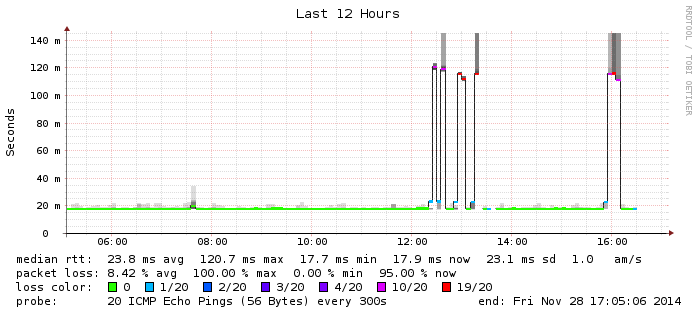 Last 12 Hours
RRDTOOL / TOBI OETIKER
Seconds
140 m
120 m
100 m
80 m
60 m
40 m
20 m
0
06:00 08:00 10:00 12:00 14:00 16:00
median rtt: 23.8 ms avg 120.7 ms max 17.7 ms min 17.9 ms now 23.1 ms sd 1.0 am/s
packet loss: 8.42 % avg 100.00 % max 0.00 % min 95.00 % now
loss color: 0 1/20 2/20 3/20 4/20 10/20 19/20
probe: 20 ICMP Echo Pings (56 Bytes) every 300s end: Fri Nov 28 17:05:06 2014